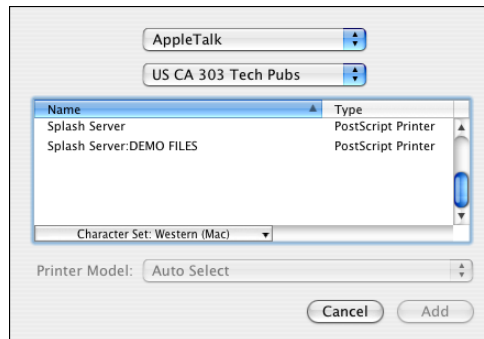 AppleTalk
US CA 303 Tech Pubs
Name Type
Splash Server PostScript Printer
Splash Server:DEMO FILES PostScript Printer
Character Set: Western (Mac)
Printer Model: Auto Select
Cancel Add